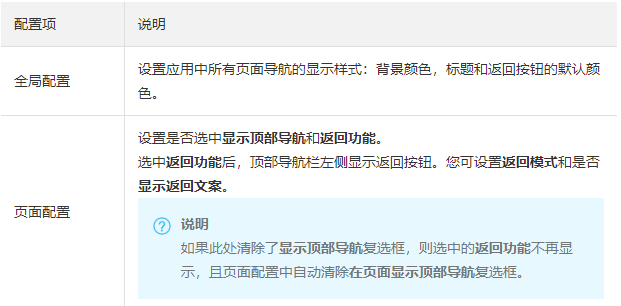 配置项 说明
全局配置 设置应用中所有页面导航的显示样式：背景颜色，标题和返回按钮的默认颜
色。
设置是否选中显示顶部导航和返回功能。
选中返回功能后，顶部导航栏左侧显示返回按钮。您可设置返回模式和是否
显示返回文案。
页面配置
说明
如果此处清除了显示顶部导航复选框，则选中的返回功能不再显
示，且页面配置中自动清除在页面显示顶部导航复选框。